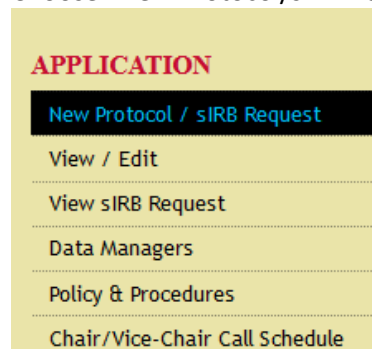 APPLICATION
New Protocol / sIRB Request
View / Edit
View sIRB Request
Data Managers
Policy & Procedures
Chair/Vice-Chair Call Schedule